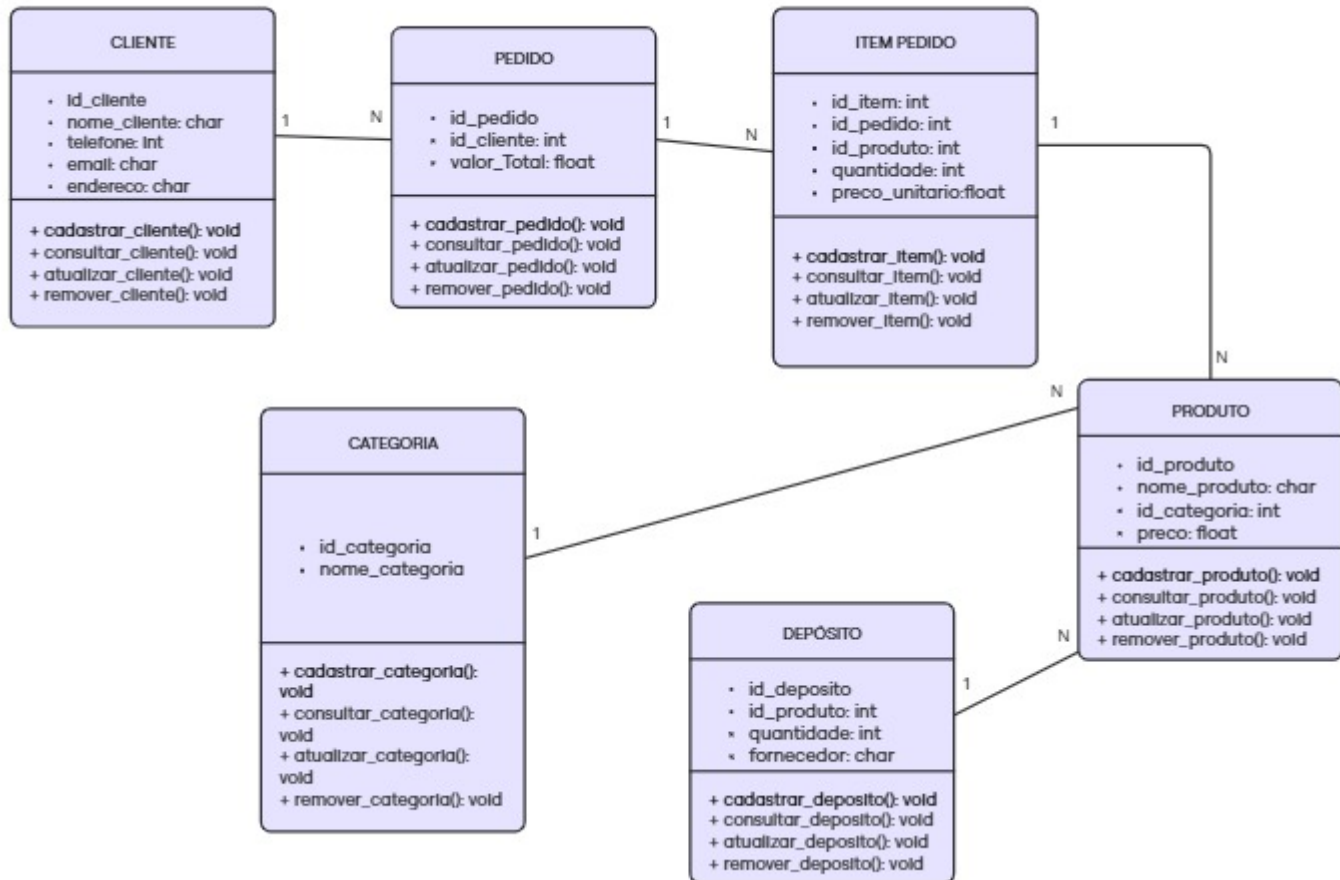 CLIENTE
• id_cliente
• nome_cliente: char
• telefone: int
• email: char
• endereco: char
+ cadastrar_cliente(): void
+ consultar_cliente(): void
+ atualizar_cliente(): void
+ remover_cliente(): void
1
N
PEDIDO
• id_pedido
• id_cliente: int
• valor_Total: float
+ cadastrar_pedido(): void
+ consultar_pedido(): void
+ atualizar_pedido(): void
+ remover_pedido(): void
1
N
ITEM PEDIDO
• id_item: int
• id_pedido: int
• id_produto: int
• quantidade: int
• preco_unitario:float
+ cadastrar_item(): void
+ consultar_item(): void
+ atualizar_item(): void
+ remover_item(): void
1
N
PRODUTO
• id_produto
• nome_produto: char
• id_categoria: int
• preco: float
+ cadastrar_produto(): void
+ consultar_produto(): void
+ atualizar_produto(): void
+ remover_produto(): void
N
1
CATEGORIA
• id_categoria
• nome_categoria
+ cadastrar_categoria():
void
+ consultar_categoria():
void
+ atualizar_categoria():
void
+ remover_categoria(): void
N
1
DEPÓSITO
• id_deposito
• id_produto: int
• quantidade: int
• fornecedor: char
+ cadastrar_deposito(): void
+ consultar_deposito(): void
+ atualizar_deposito(): void
+ remover_deposito(): void